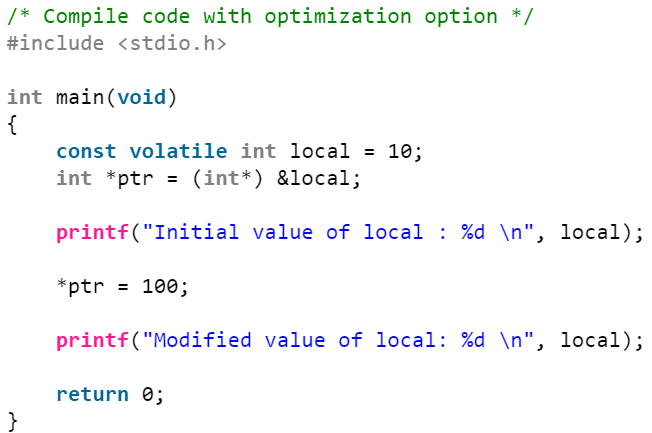 /* Compile code with optimization option */
#include <stdio.h>
int main(void)
{
    const volatile int local = 10;
    int *ptr = (int*) &local;
    printf("Initial value of local : %d \n", local);
    *ptr = 100;
    printf("Modified value of local: %d \n", local);
    return 0;
}